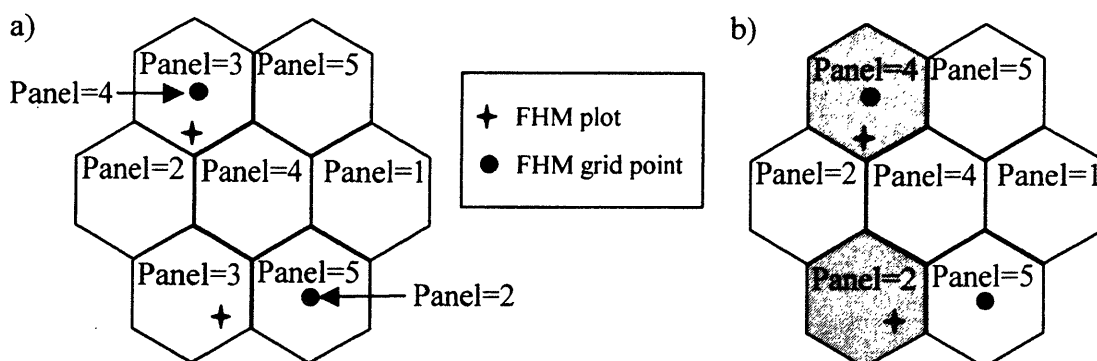 a)
Panel=3
Panel=5
Panel=4
Panel=2
Panel=4
Panel=1
Panel=3
Panel=5
Panel=2
FHM plot
FHM grid point
b)
Panel=4
Panel=5
Panel=2
Panel=4
Panel=1
Panel=2
Panel=5